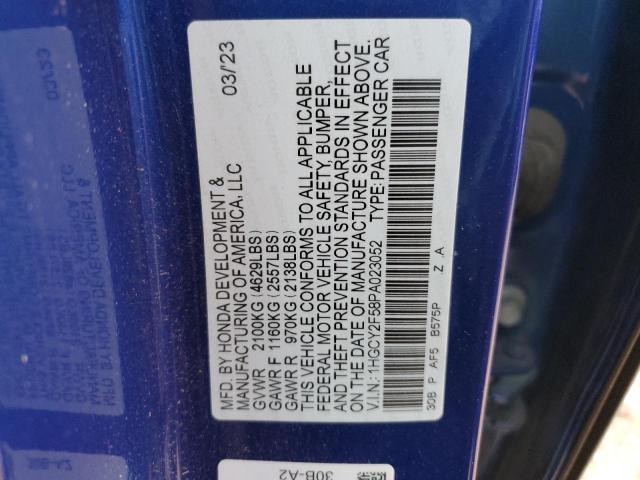 MFD. BY HONDA DEVELOPMENT & 03/'23
MANUFACTURING OF AMERICA, LLC
GVWR 2100KG (4629LBS)
GAWR F 1160KG (2557LBS)
GAWR R 970KG (2138LBS)
THIS VEHICLE CONFORMS TO ALL APPLICABLE
FEDERAL MOTOR VEHICLE SAFETY, BUMPER,
AND THEFT PREVENTION STANDARDS IN EFFECT
ON THE DATE OF MANUFACTURE SHOWN ABOVE.
V.I.N.: 1HGCY2F58PA023052 TYPE: PASSENGER CAR
30B P AF5 B575P Z A
30B-A2